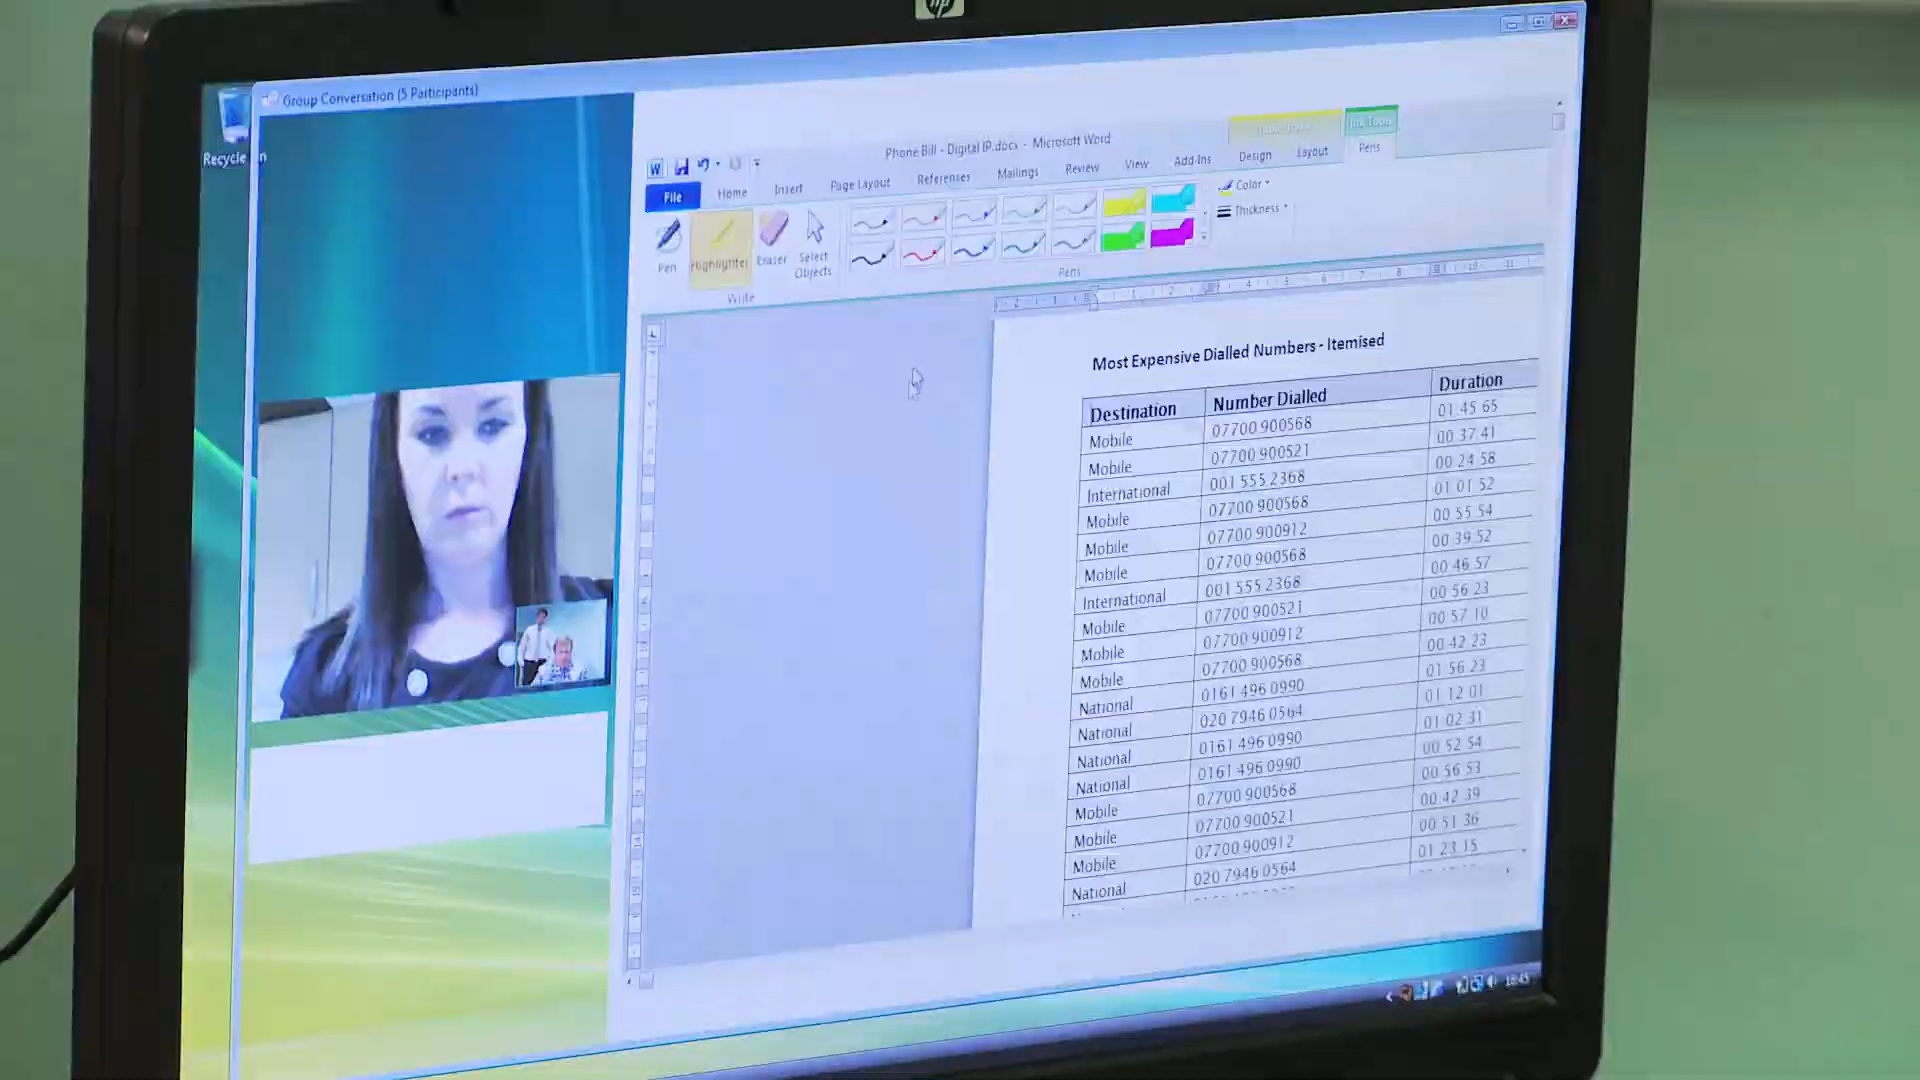 hp
Group Conversation (5 Participants)
Recycle
Phone Bill - Digital IP.docx - Microsoft Word
Ink Tools
File Home Insert Page Layout References Mailings Review View Add-Ins Design Layout Pens
Pen Highlighter Eraser Select Objects
Color
Thickness
Write
Pens
Most Expensive Dialled Numbers - Itemised
Destination Number Dialled Duration
Mobile 07700 900568 01 45 65
Mobile 07700 900521 00 37 41
International 001 555 2368 00 24 58
Mobile 07700 900568 01 01 52
Mobile 07700 900912 00 55 54
Mobile 07700 900568 00 39 52
International 001 555 2368 00 46 57
Mobile 07700 900521 00 56 23
Mobile 07700 900912 00 57 10
Mobile 07700 900568 00 42 23
National 0161 496 0990 01 56 23
National 020 7946 0564 01 12 01
National 0161 496 0990 01 02 31
National 0161 496 0990 00 52 54
Mobile 07700 900568 00 56 53
Mobile 07700 900521 00 42 39
Mobile 07700 900912 00 51 36
National 020 7946 0564 01 23 15
18:45